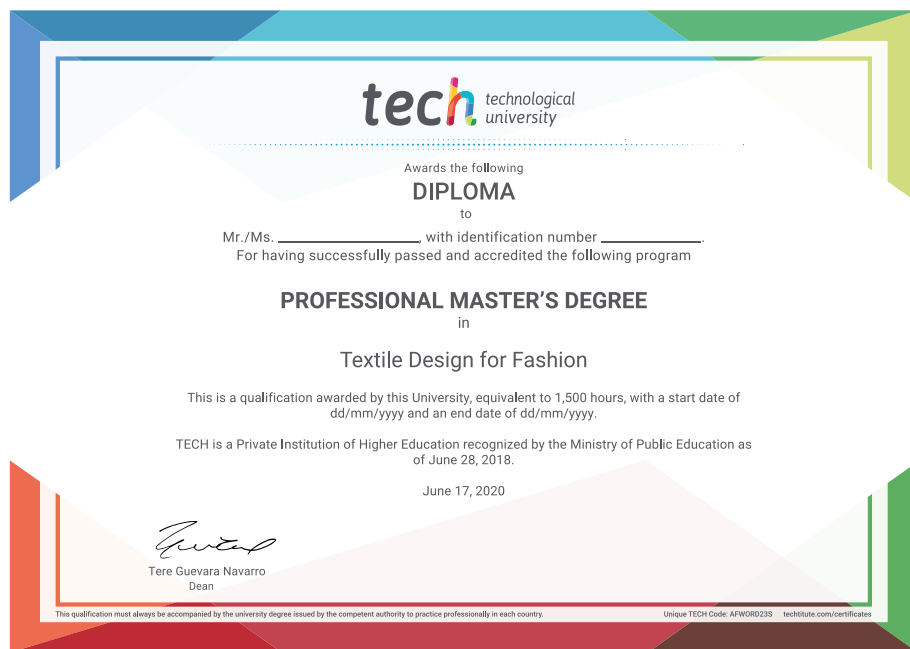 tech technological
university
Awards the following
DIPLOMA
to
Mr./Ms. ____________, with identification number ____________.
For having successfully passed and accredited the following program
PROFESSIONAL MASTER'S DEGREE
in
Textile Design for Fashion
This is a qualification awarded by this University, equivalent to 1,500 hours, with a start date of
dd/mm/yyyy and an end date of dd/mm/yyyy.
TECH is a Private Institution of Higher Education recognized by the Ministry of Public Education as
of June 28, 2018.
June 17, 2020
Tere Guevara Navarro
Dean
This qualification must always be accompanied by the university degree issued by the competent authority to practice professionally in each country. Unique TECH Code: AFWORD23S techtitute.com/certificates